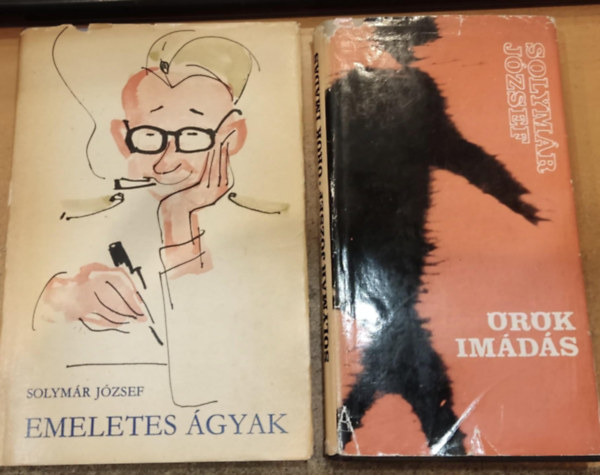 SOLYMÁR JÓZSEF
EMELETES ÁGYAK
SOLYMÁR JÓZSEF · ÖRÖK IMÁDÁS
SOLYMÁR
JÓZSEF
ÖRÖK
IMÁDÁS